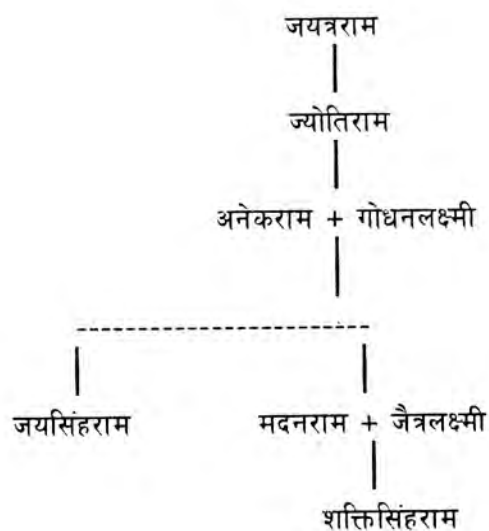 जयत्रराम
ज्योतिराम
अनेकराम + गोधनलक्ष्मी
जयसिंहराम मदनराम + जैत्रलक्ष्मी
शक्तिसिंहराम